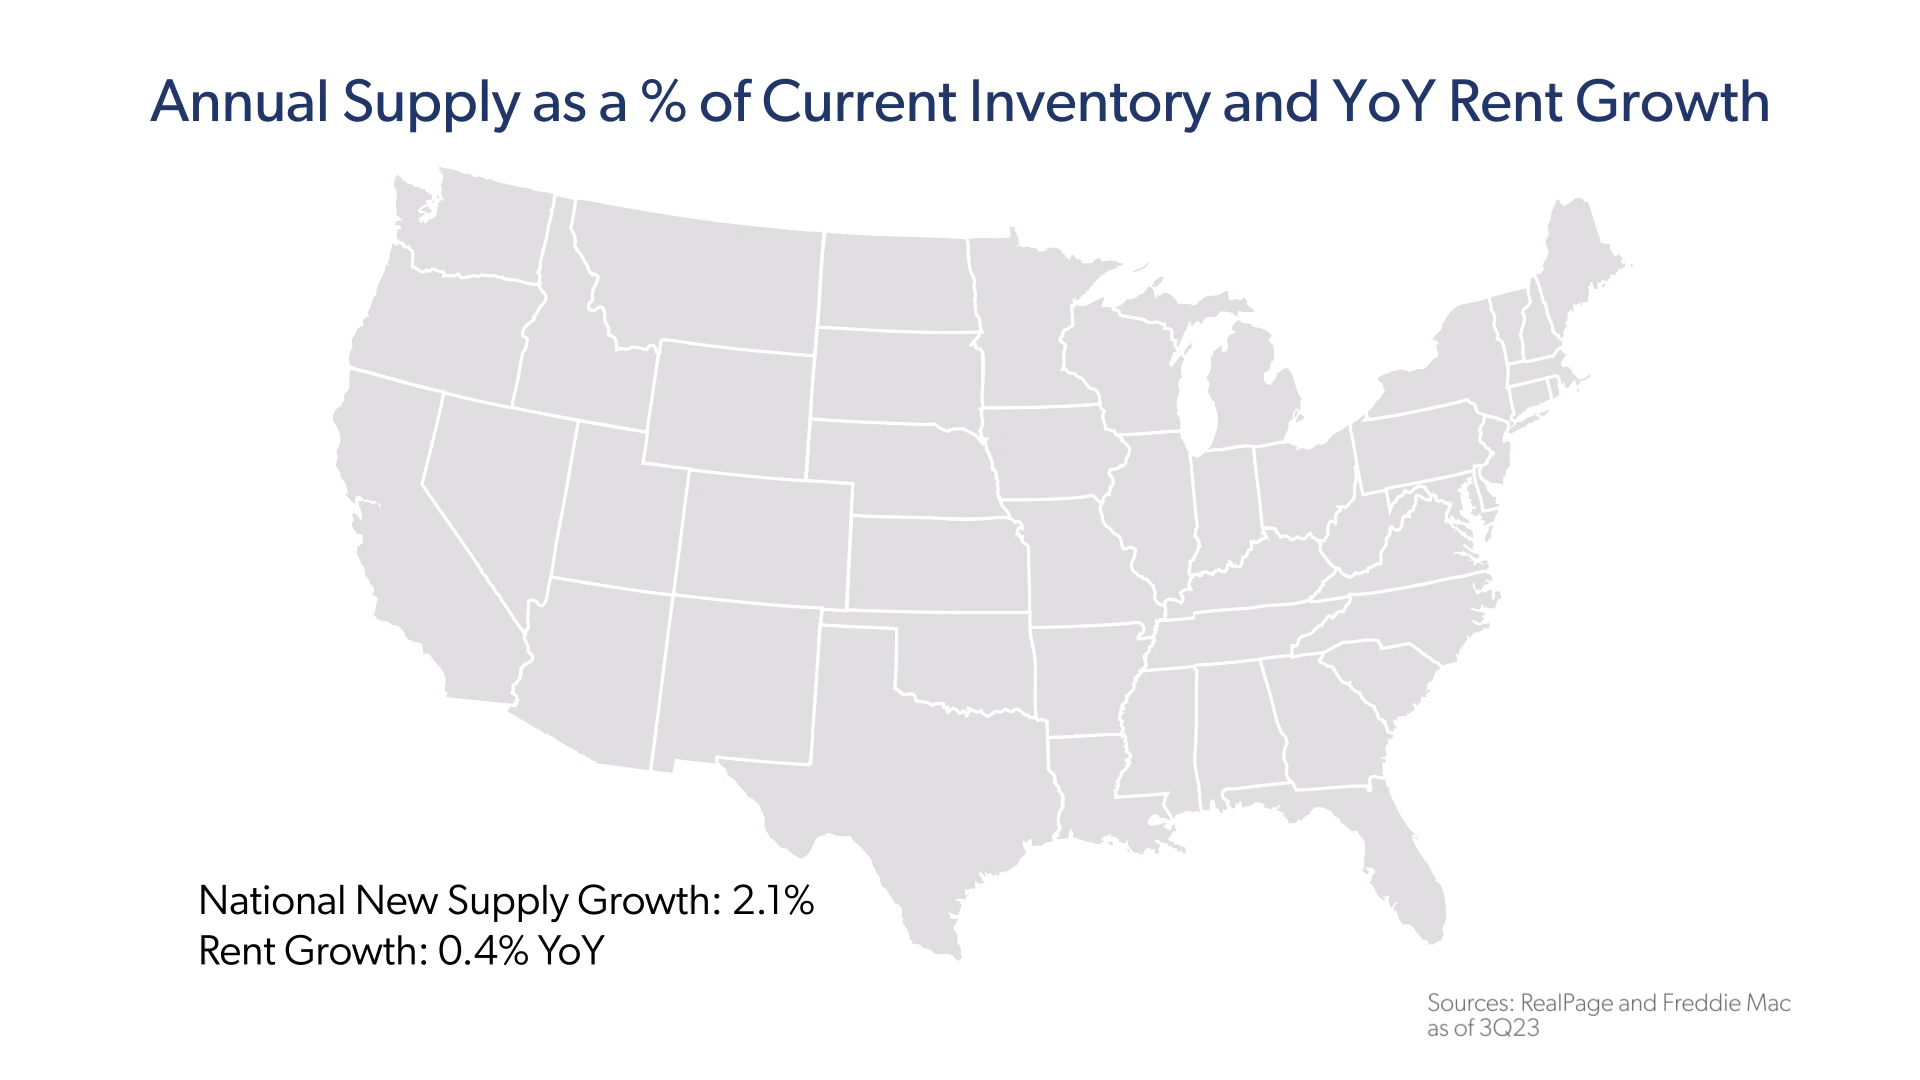 Annual Supply as a % of Current Inventory and YoY Rent Growth
National New Supply Growth: 2.1%
Rent Growth: 0.4% YoY
Sources: RealPage and Freddie Mac
as of 3Q23